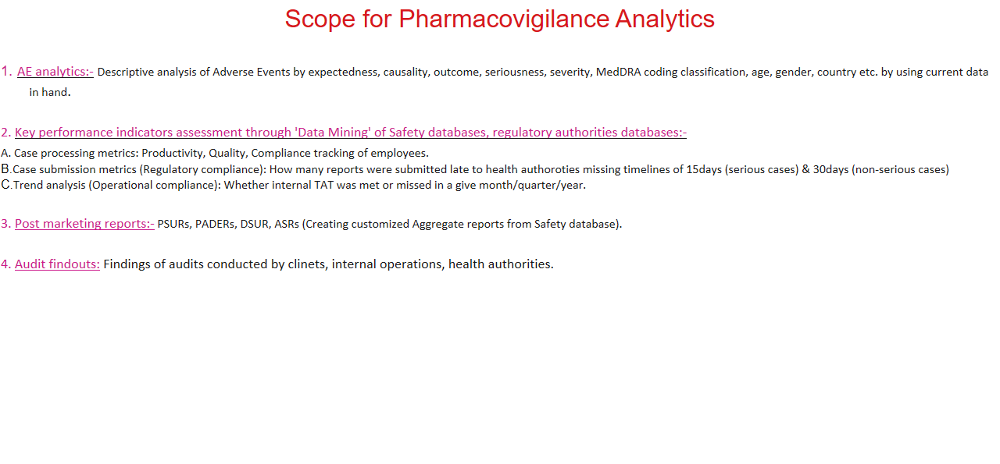 Scope for Pharmacovigilance Analytics
1. AE analytics:- Descriptive analysis of Adverse Events by expectedness, causality, outcome, seriousness, severity, MedDRA coding classification, age, gender, country etc. by using current data
in hand.
2. Key performance indicators assessment through 'Data Mining' of Safety databases, regulatory authorities databases:-
A. Case processing metrics: Productivity, Quality, Compliance tracking of employees.
B.Case submission metrics (Regulatory compliance): How many reports were submitted late to health authoroties missing timelines of 15days (serious cases) & 30days (non-serious cases)
C.Trend analysis (Operational compliance): Whether internal TAT was met or missed in a give month/quarter/year.
3. Post marketing reports:- PSURs, PADERs, DSUR, ASRs (Creating customized Aggregate reports from Safety database).
4. Audit findouts: Findings of audits conducted by clinets, internal operations, health authorities.